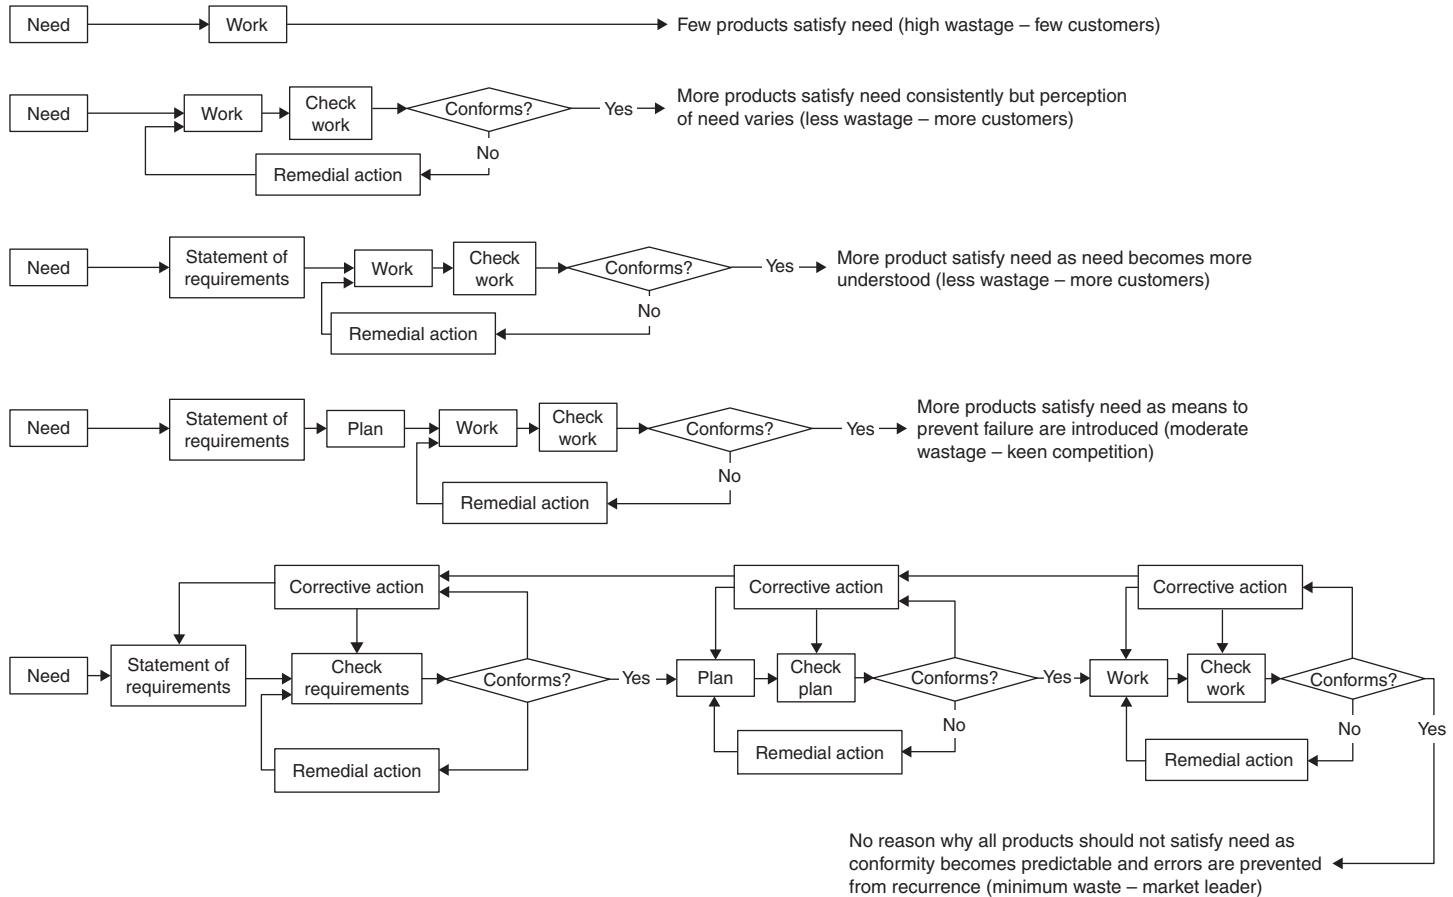 Need
Work
Few products satisfy need (high wastage – few customers)
Need
Work
Check
work
Conforms?
Yes
More products satisfy need consistently but perception
of need varies (less wastage – more customers)
No
Remedial action
Need
Statement of
requirements
Work
Check
work
Conforms?
Yes
More product satisfy need as need becomes more
understood (less wastage – more customers)
No
Remedial action
Need
Statement of
requirements
Plan
Work
Check
work
Conforms?
Yes
More products satisfy need as means to
prevent failure are introduced (moderate
wastage – keen competition)
No
Remedial action
Corrective action
Corrective action
Corrective action
Need
Statement of
requirements
Check
requirements
Conforms?
Yes
Plan
Check
plan
Conforms?
Yes
Work
Check
work
Conforms?
No
No
Yes
Remedial action
Remedial action
Remedial action
No reason why all products should not satisfy need as
conformity becomes predictable and errors are prevented
from recurrence (minimum waste – market leader)